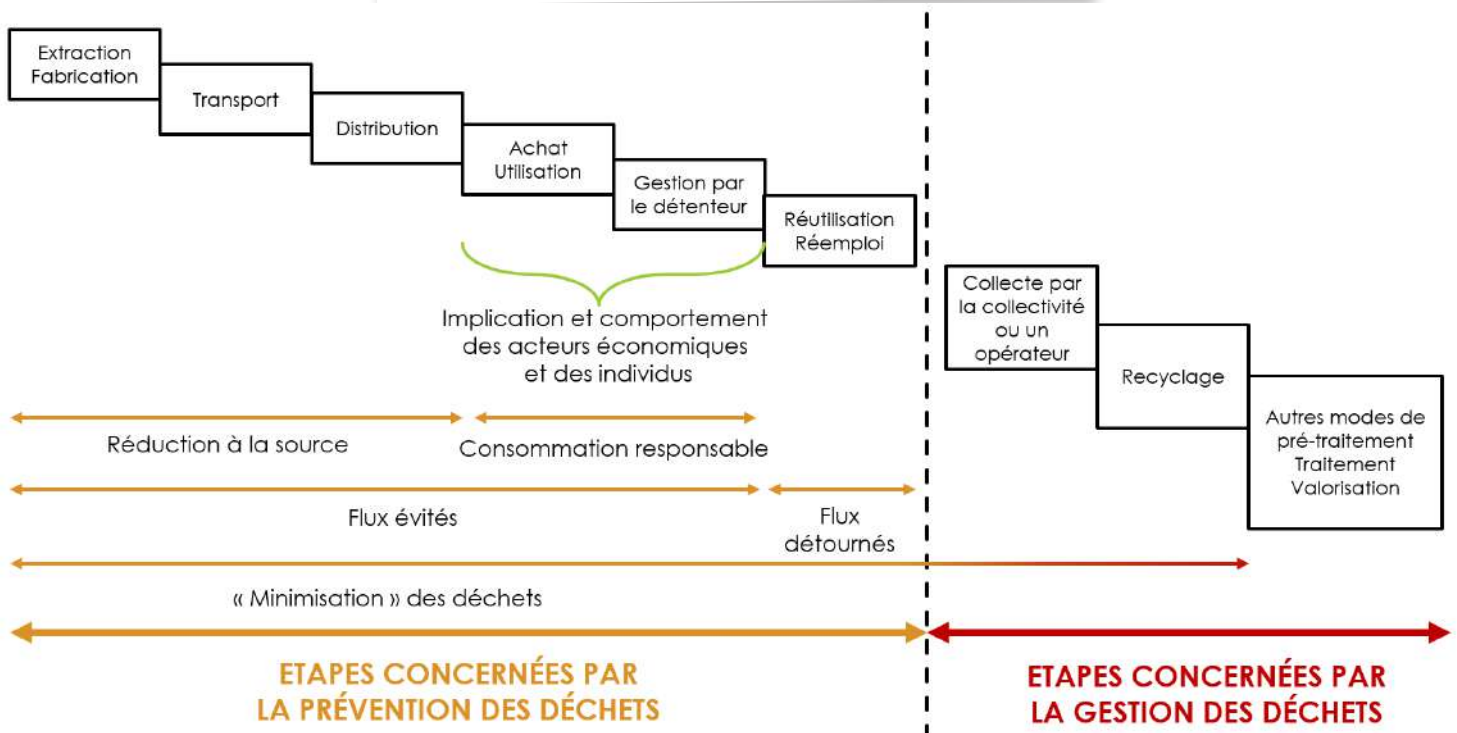 Extraction
Fabrication
Transport
Distribution
Achat
Utilisation
Gestion par
le détenteur
Réutilisation
Réemploi
Collecte par
la collectivité
ou un
opérateur
Recyclage
Autres modes de
pré-traitement
Traitement
Valorisation
Implication et comportement
des acteurs économiques
et des individus
Réduction à la source
Consommation responsable
Flux évités
Flux
détournés
« Minimisation » des déchets
ETAPES CONCERNÉES PAR
LA PRÉVENTION DES DÉCHETS
ETAPES CONCERNÉES PAR
LA GESTION DES DÉCHETS